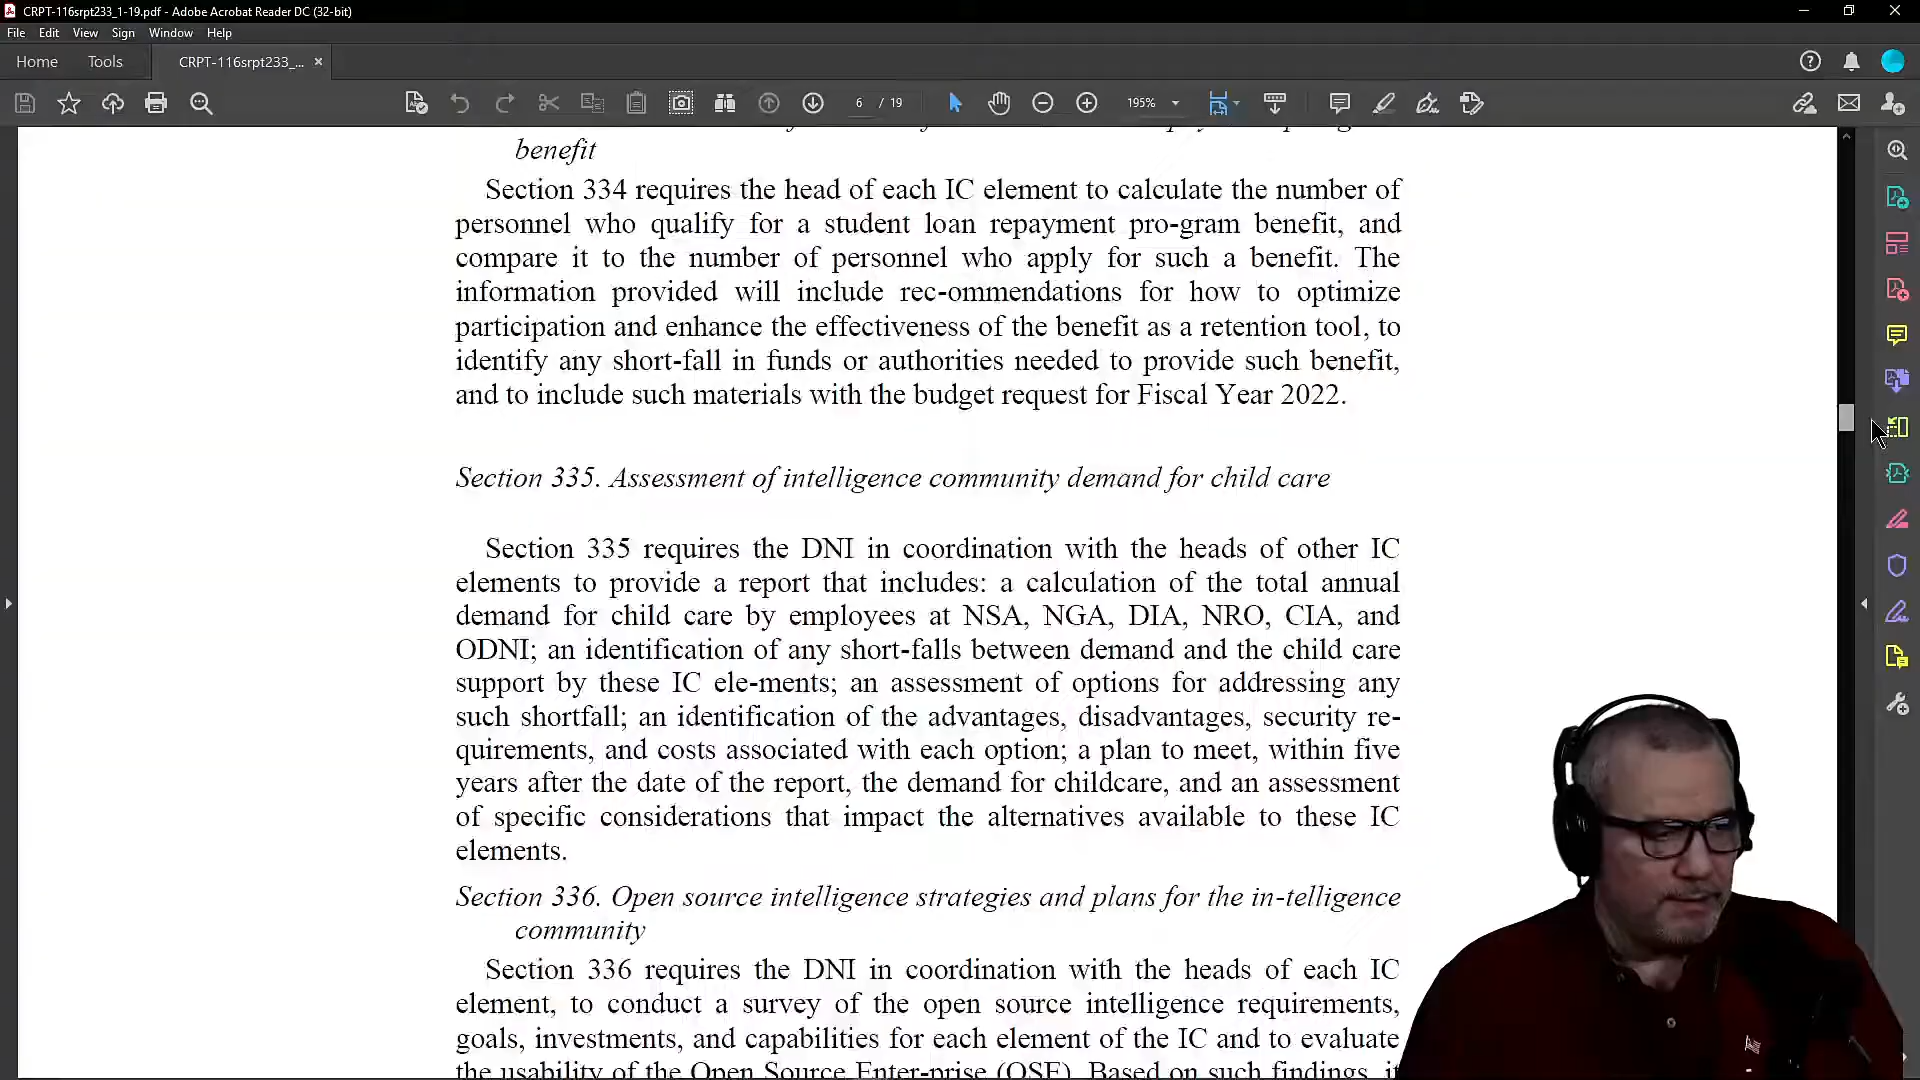 CRPT-116srpt233_1-19.pdf - Adobe Acrobat Reader DC (32-bit)
File Edit View Sign Window Help
Home Tools CRPT-116srpt233_... ×
6 / 19 195%
benefit
Section 334 requires the head of each IC element to calculate the number of
personnel who qualify for a student loan repayment pro-gram benefit, and
compare it to the number of personnel who apply for such a benefit. The
information provided will include rec-ommendations for how to optimize
participation and enhance the effectiveness of the benefit as a retention tool, to
identify any short-fall in funds or authorities needed to provide such benefit,
and to include such materials with the budget request for Fiscal Year 2022.
Section 335. Assessment of intelligence community demand for child care
Section 335 requires the DNI in coordination with the heads of other IC
elements to provide a report that includes: a calculation of the total annual
demand for child care by employees at NSA, NGA, DIA, NRO, CIA, and
ODNI; an identification of any short-falls between demand and the child care
support by these IC ele-ments; an assessment of options for addressing any
such shortfall; an identification of the advantages, disadvantages, security re-
quirements, and costs associated with each option; a plan to meet, within five
years after the date of the report, the demand for childcare, and an assessment
of specific considerations that impact the alternatives available to these IC
elements.
Section 336. Open source intelligence strategies and plans for the in-telligence
community
Section 336 requires the DNI in coordination with the heads of each IC
element, to conduct a survey of the open source intelligence requirements,
goals, investments, and capabilities for each element of the IC and to evaluate
the usability of the Open Source Enter-prise (OSE). Based on such findings, it